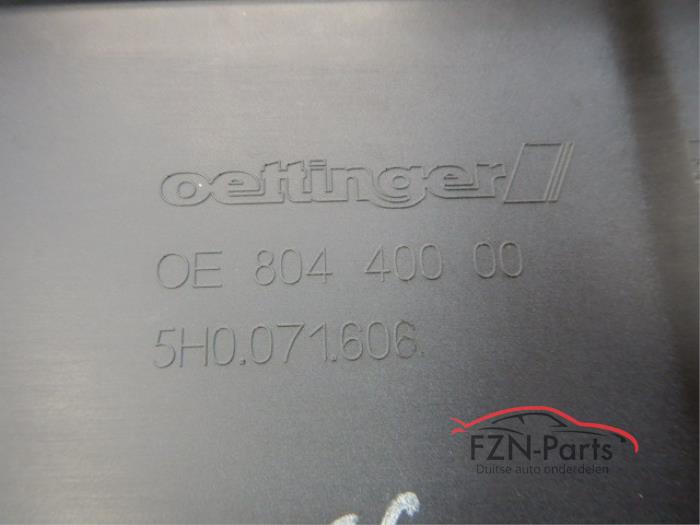 oettinger
OE 804 400 00
5H0.071.606.
FZN-Parts
Duitse auto onderdelen